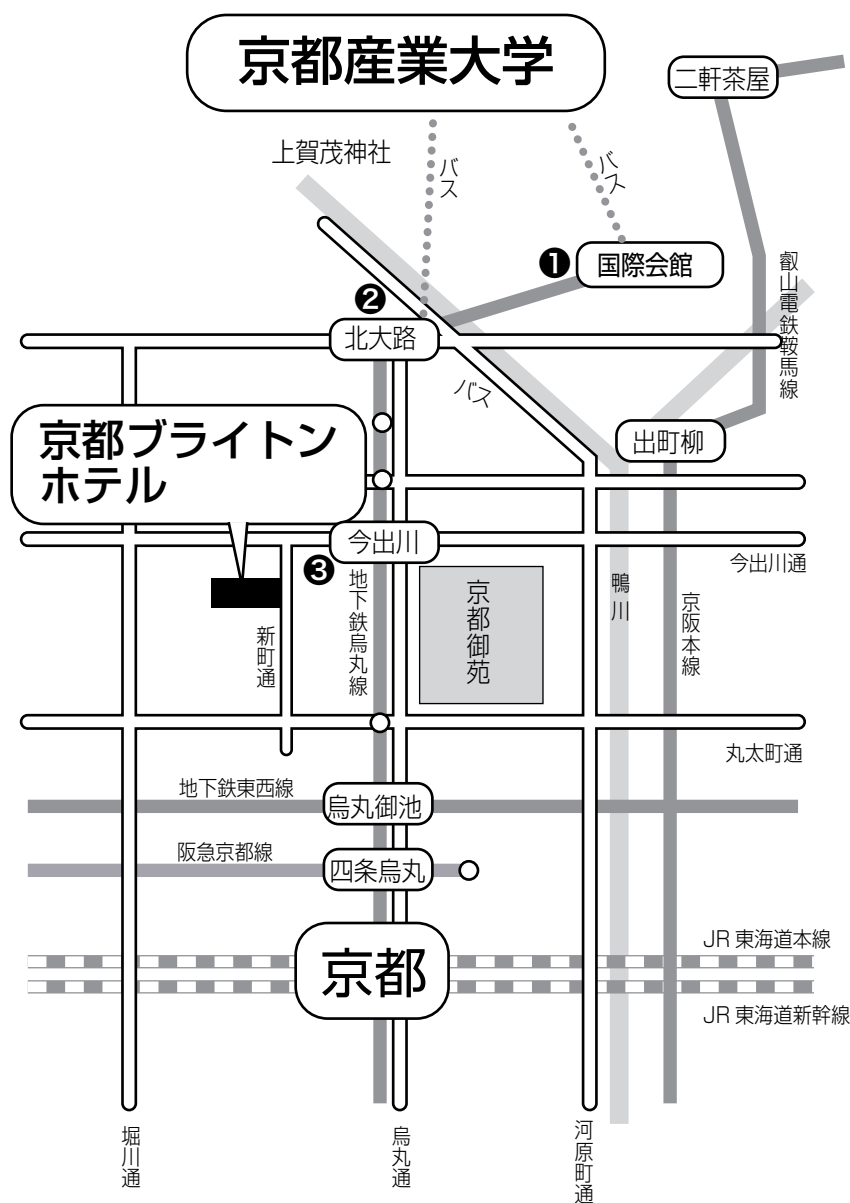 京都産業大学
二軒茶屋
上賀茂神社
バス
バス
❶
国際会館
叡山電鉄鞍馬線
❷
北大路
バス
京都ブライトン
ホテル
出町柳
今出川
❸
今出川通
地下鉄烏丸線
京都御苑
鴨川
京阪本線
新町通
丸太町通
地下鉄東西線
烏丸御池
阪急京都線
四条烏丸
京都
JR 東海道本線
JR 東海道新幹線
堀川通
烏丸通
河原町通